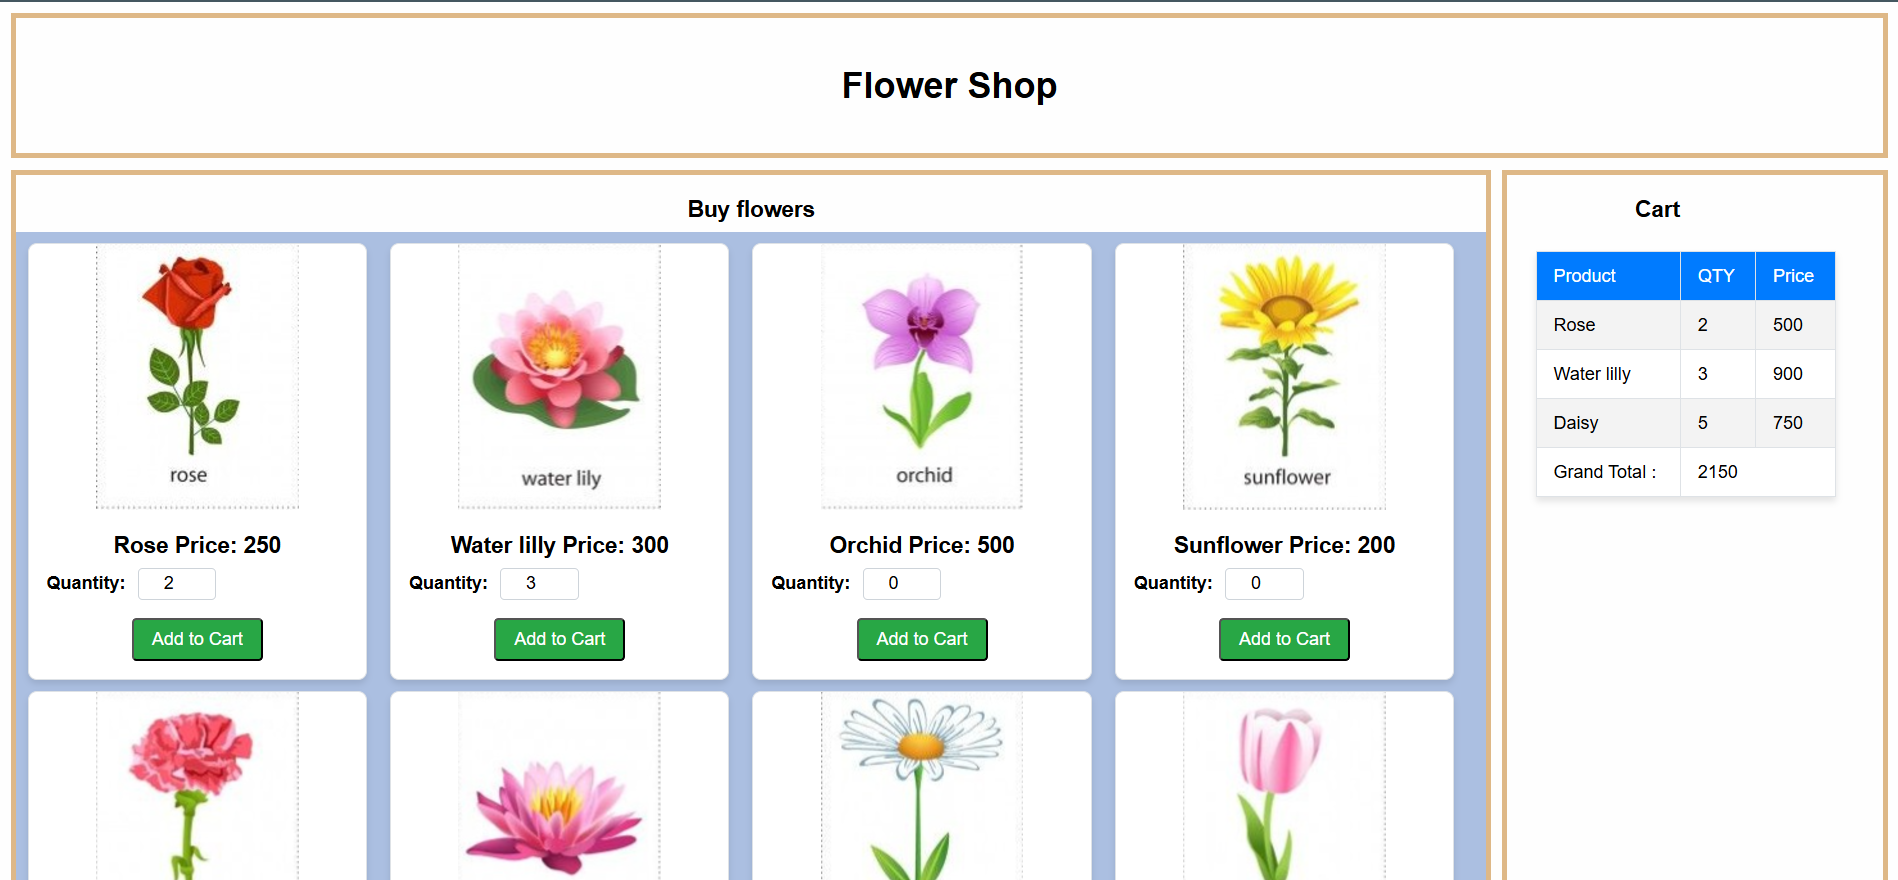 Flower Shop
Buy flowers
rose
water lily
orchid
sunflower
Rose Price: 250
Water lilly Price: 300
Orchid Price: 500
Sunflower Price: 200
Quantity: 2
Quantity: 3
Quantity: 0
Quantity: 0
Add to Cart
Add to Cart
Add to Cart
Add to Cart
Cart
Product QTY Price
Rose 2 500
Water lilly 3 900
Daisy 5 750
Grand Total : 2150